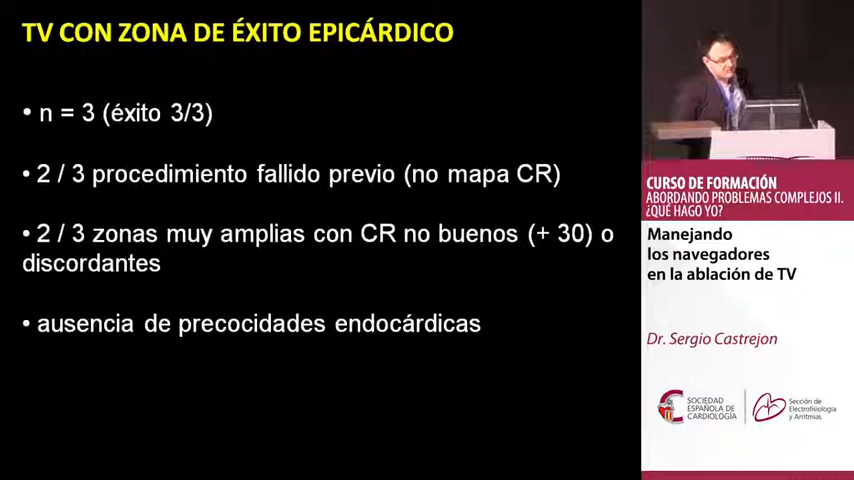 TV CON ZONA DE ÉXITO EPICÁRDICO
• n = 3 (éxito 3/3)
• 2 / 3 procedimiento fallido previo (no mapa CR)
• 2 / 3 zonas muy amplias con CR no buenos (+ 30) o
discordantes
• ausencia de precocidades endocárdicas
CURSO DE FORMACIÓN
ABORDANDO PROBLEMAS COMPLEJOS II.
¿QUÉ HAGO YO?
Manejando
los navegadores
en la ablación de TV
Dr. Sergio Castrejon
SOCIEDAD
ESPAÑOLA DE
CARDIOLOGÍA
Sección de
Electrofisiología
y Arritmias